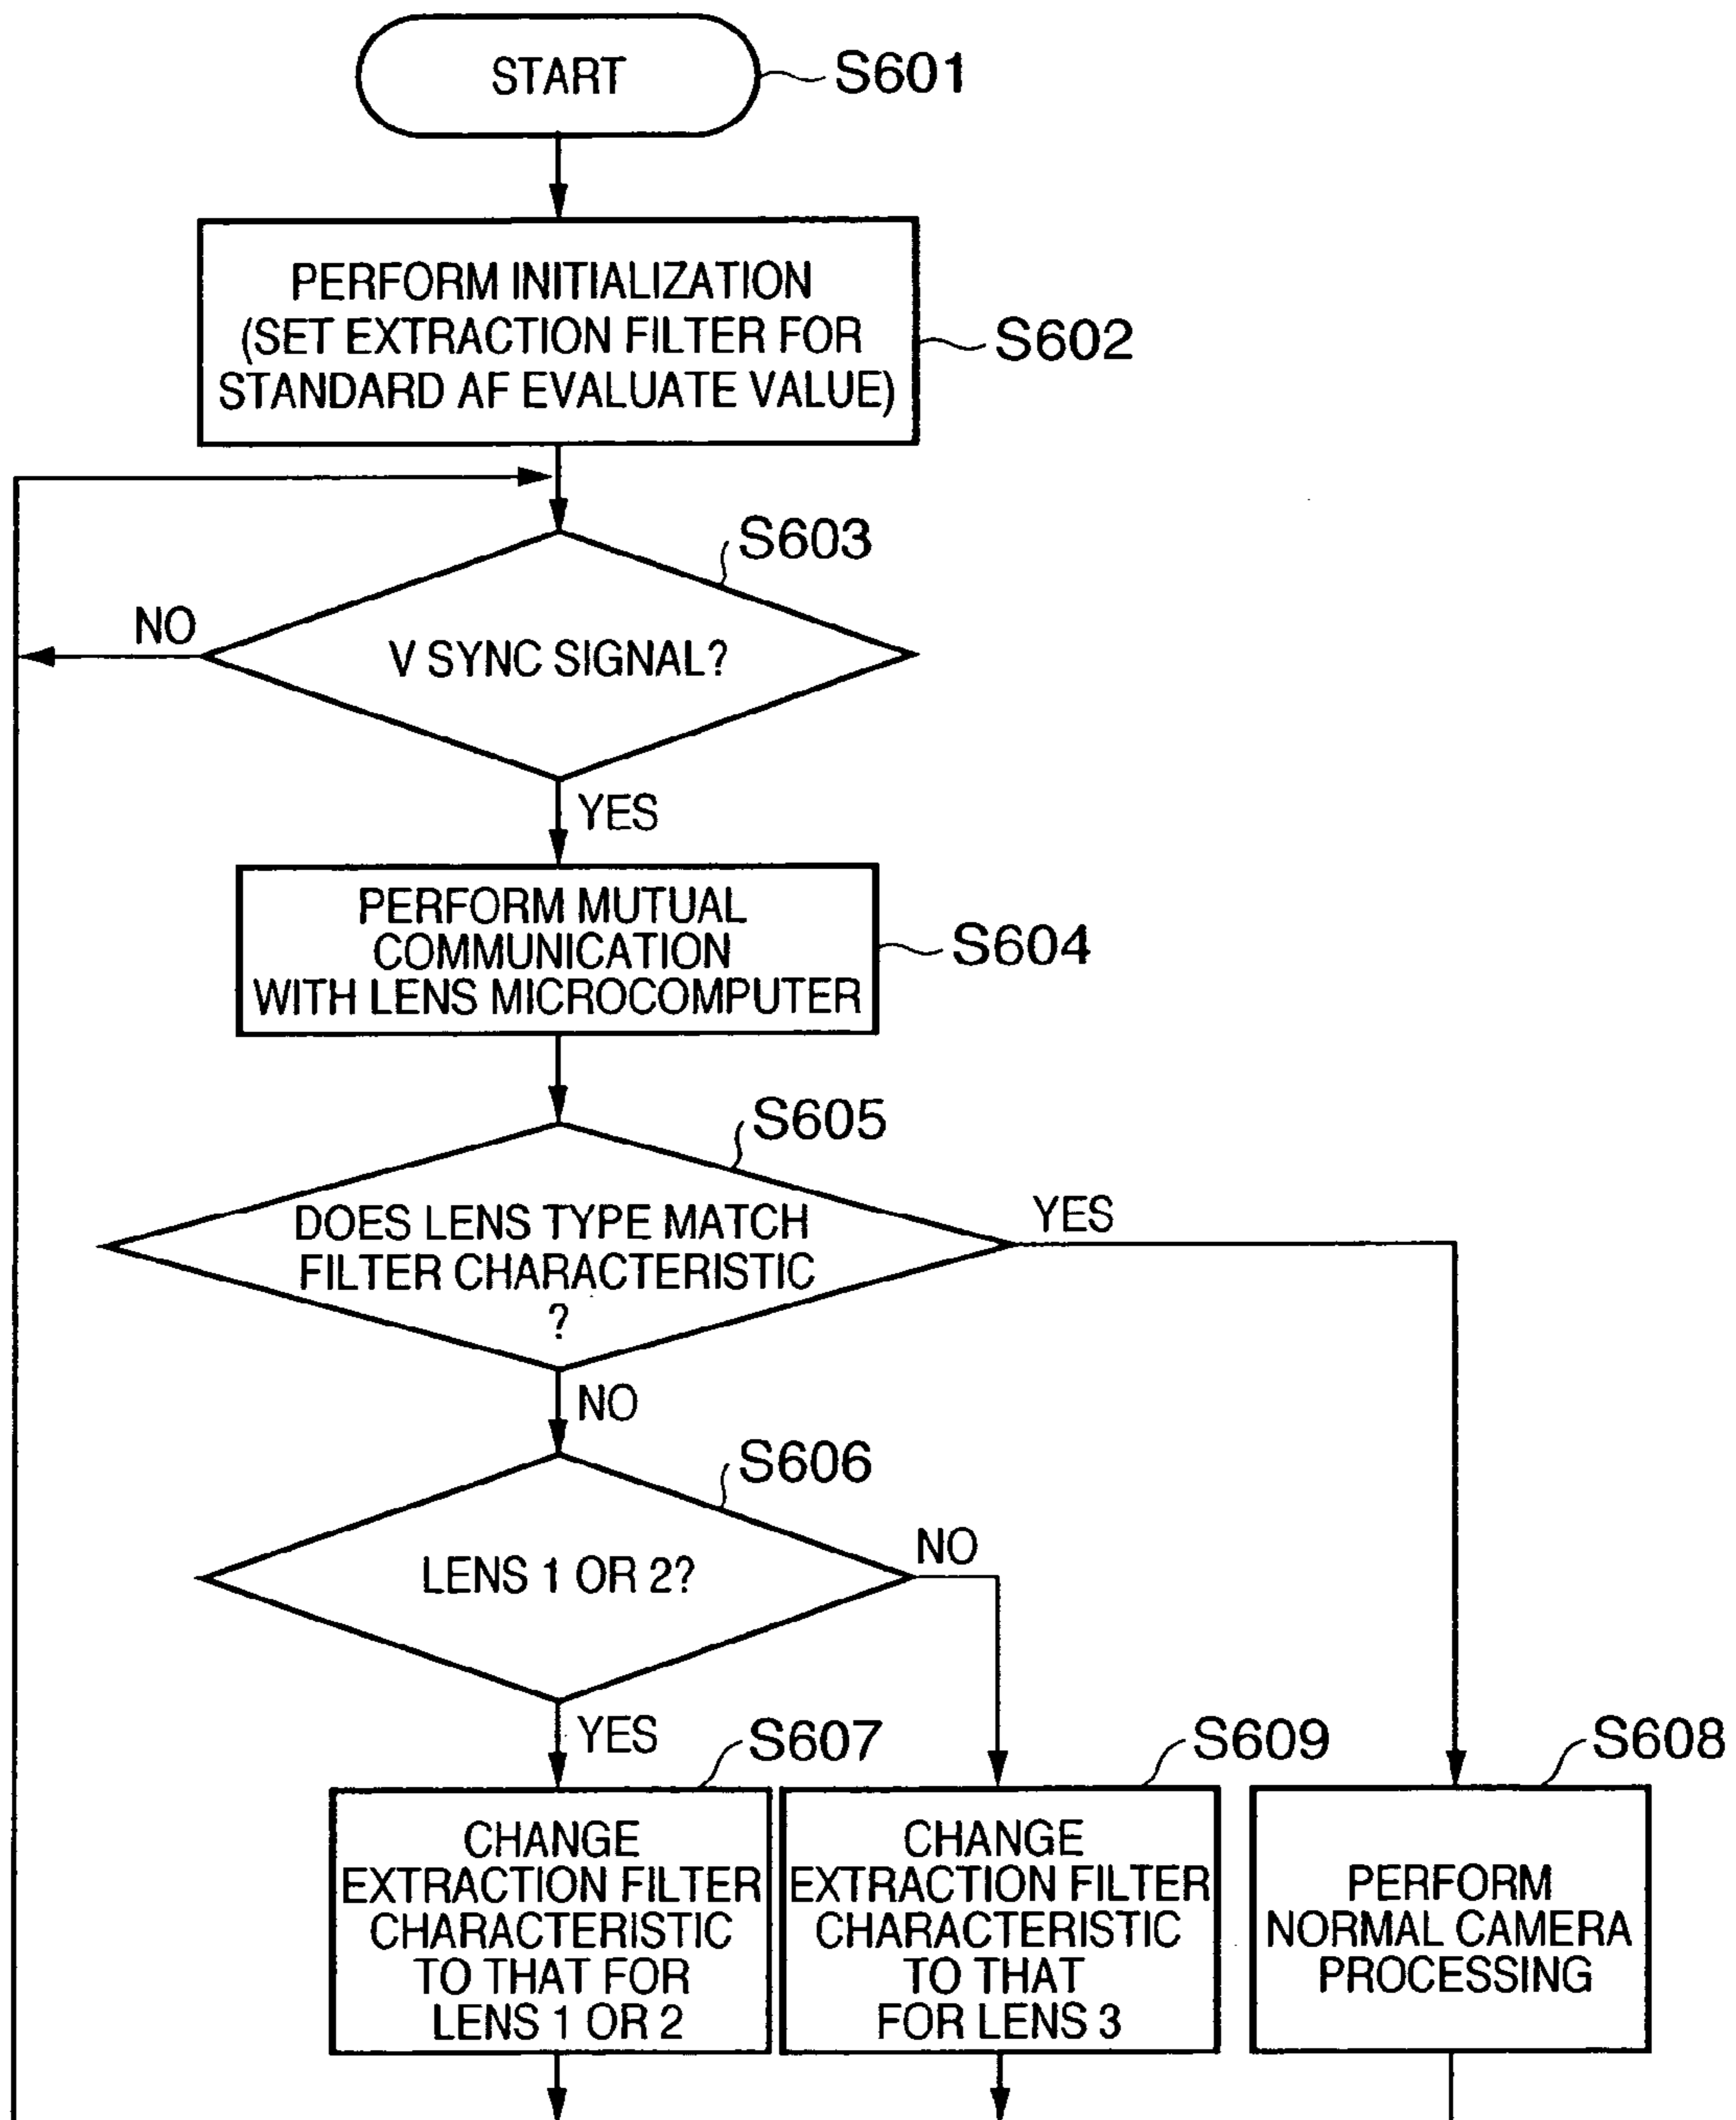 START
S601
PERFORM INITIALIZATION
(SET EXTRACTION FILTER FOR
STANDARD AF EVALUATE VALUE)
S602
S603
NO
V SYNC SIGNAL?
YES
PERFORM MUTUAL
COMMUNICATION
WITH LENS MICROCOMPUTER
S604
S605
YES
DOES LENS TYPE MATCH
FILTER CHARACTERISTIC
?
NO
S606
NO
LENS 1 OR 2?
YES
S607
S609
S608
CHANGE
EXTRACTION FILTER
CHARACTERISTIC
TO THAT FOR
LENS 1 OR 2
CHANGE
EXTRACTION FILTER
CHARACTERISTIC
TO THAT
FOR LENS 3
PERFORM
NORMAL CAMERA
PROCESSING